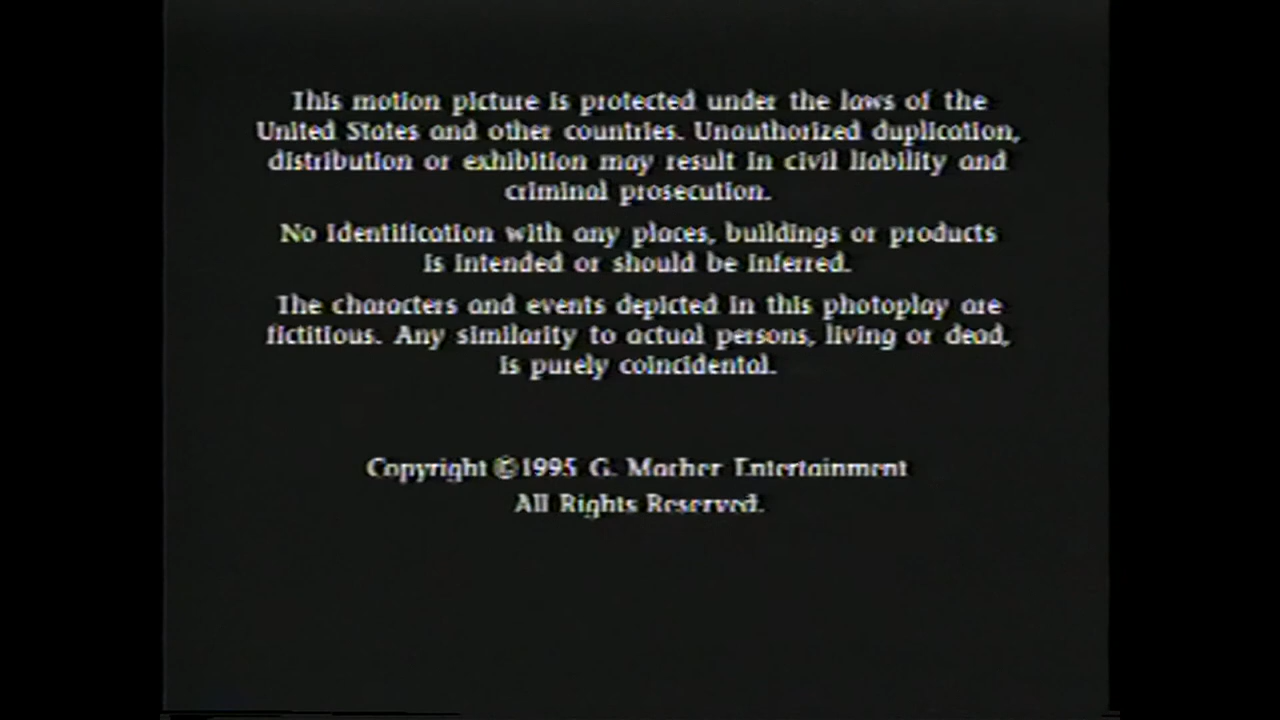 This motion picture is protected under the laws of the
United States and other countries. Unauthorized duplication,
distribution or exhibition may result in civil liability and
criminal prosecution.
No identification with any places, buildings or products
is intended or should be inferred.
The characters and events depicted in this photoplay are
fictitious. Any similarity to actual persons, living or dead,
is purely coincidental.
Copyright ©1995 G. Macher Entertainment
All Rights Reserved.